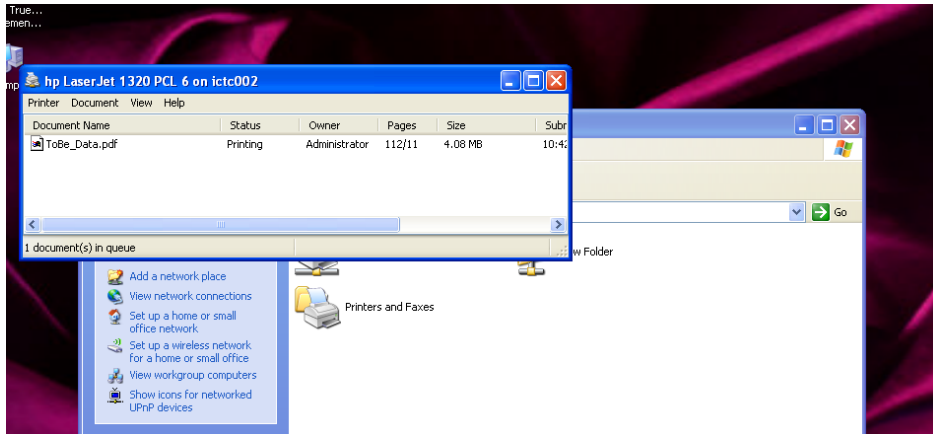 True...
emen...
mp
hp LaserJet 1320 PCL 6 on ictc002
Printer Document View Help
Document Name Status Owner Pages Size Subr
ToBe_Data.pdf Printing Administrator 112/11 4.08 MB 10:42
1 document(s) in queue
Go
w Folder
Add a network place
View network connections
Set up a home or small
office network
Set up a wireless network
for a home or small office
View workgroup computers
Show icons for networked
UPnP devices
Printers and Faxes